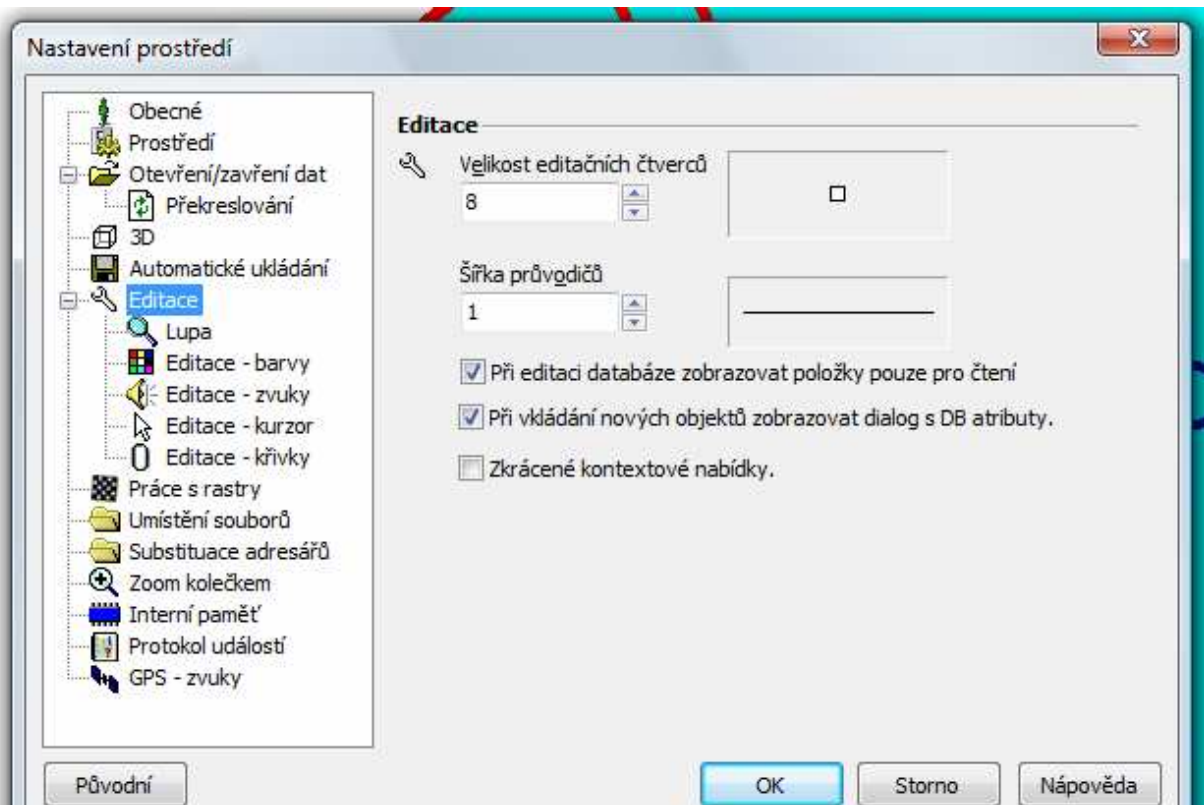 Nastavení prostředí
Obecné
Prostředí
Otevření/zavření dat
Překreslování
3D
Automatické ukládání
Editace
Lupa
Editace - barvy
Editace - zvuky
Editace - kurzor
Editace - křivky
Práce s rastry
Umístění souborů
Substituace adresářů
Zoom kolečkem
Interní paměť
Protokol událostí
GPS - zvuky
Editace
Velikost editačních čtverců
8
Šířka průvodičů
1
Při editaci databáze zobrazovat položky pouze pro čtení
Při vkládání nových objektů zobrazovat dialog s DB atributy.
Zkrácené kontextové nabídky.
Původní
OK
Storno
Nápověda